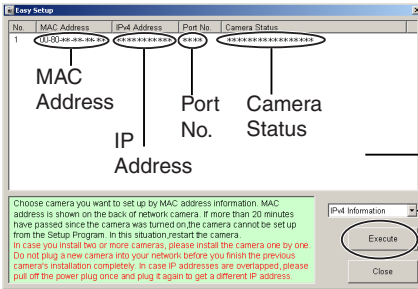 Easy Setup
No. MAC Address IPv4 Address Port No. Camera Status
1 00-80-**-**-**-** *********** **** ****************
MAC
Address
IP
Address
Port
No.
Camera
Status
Choose camera you want to set up by MAC address information. MAC
address is shown on the back of network camera. If more than 20 minutes
have passed since the camera was turned on,the camera cannot be set up
from the Setup Program. In this situation,restart the camera.
In case you install two or more cameras, please install the camera one by one.
Do not plug a new camera into your network before you finish the previous
camera's installation completely. In case IP addresses are overlapped, please
pull off the power plug once and plug it again to get a different IP address.
IPv4 Information
Execute
Close